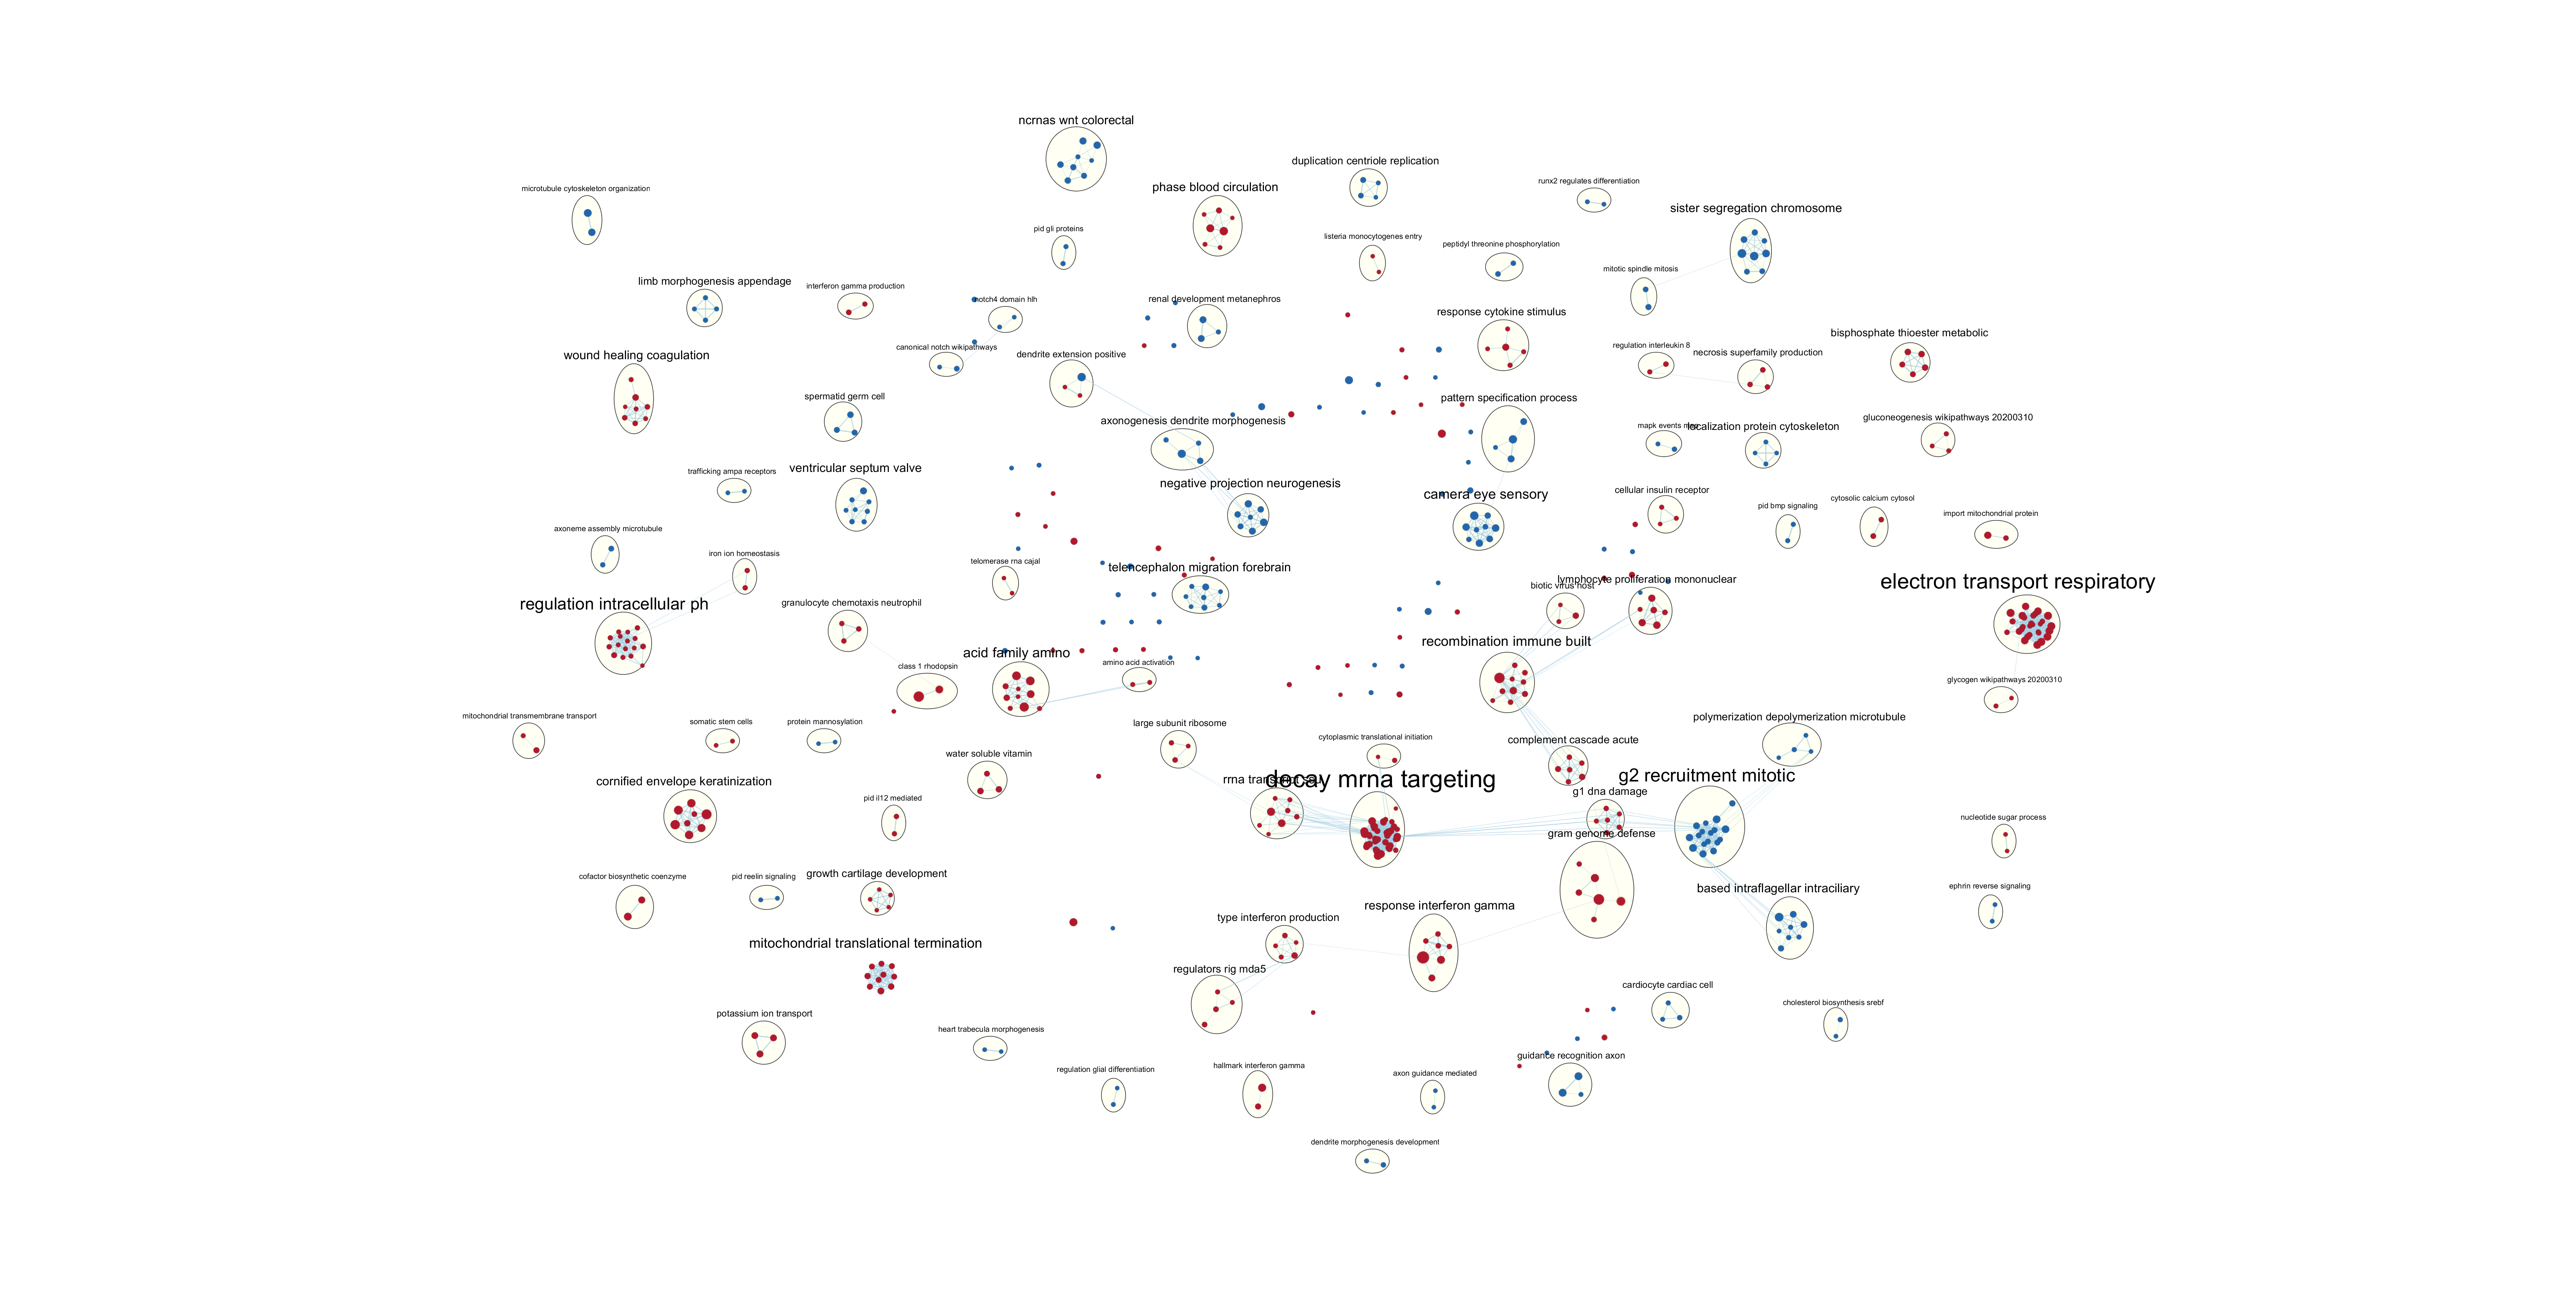 ncrnas wnt colorectal
duplication centriole replication
runx2 regulates differentiation
microtubule cytoskeleton organization
phase blood circulation
sister segregation chromosome
pid gli proteins
listeria monocytogenes entry
peptidyl threonine phosphorylation
mitotic spindle mitosis
limb morphogenesis appendage
interferon gamma production
notch4 domain hlh
renal development metanephros
response cytokine stimulus
bisphosphate thioester metabolic
canonical notch wikipathways
regulation interleukin 8
wound healing coagulation
dendrite extension positive
necrosis superfamily production
spermatid germ cell
pattern specification process
axonogenesis dendrite morphogenesis
gluconeogenesis wikipathways 20200310
mapk events
localization protein cytoskeleton
trafficking ampa receptors
ventricular septum valve
negative projection neurogenesis
camera eye sensory
cellular insulin receptor
pid bmp signaling
cytosolic calcium cytosol
import mitochondrial protein
axoneme assembly microtubule
iron ion homeostasis
telomerase rna cajal
telencephalon migration forebrain
biotic virus host
lymphocyte proliferation mononuclear
electron transport respiratory
regulation intracellular ph
granulocyte chemotaxis neutrophil
recombination immune built
acid family amino
class 1 rhodopsin
amino acid activation
glycogen wikipathways 20200310
mitochondrial transmembrane transport
somatic stem cells
protein mannosylation
large subunit ribosome
cytoplasmic translational initiation
complement cascade acute
polymerization depolymerization microtubule
water soluble vitamin
cornified envelope keratinization
rrna transcript
decay mrna targeting
g2 recruitment mitotic
pid il12 mediated
g1 dna damage
gram genome defense
nucleotide sugar process
cofactor biosynthetic coenzyme
pid reelin signaling
growth cartilage development
based intraflagellar intraciliary
ephrin reverse signaling
response interferon gamma
type interferon production
mitochondrial translational termination
regulators rig mda5
cardiocyte cardiac cell
cholesterol biosynthesis srebf
potassium ion transport
heart trabecula morphogenesis
guidance recognition axon
regulation glial differentiation
hallmark interferon gamma
axon guidance mediated
dendrite morphogenesis development